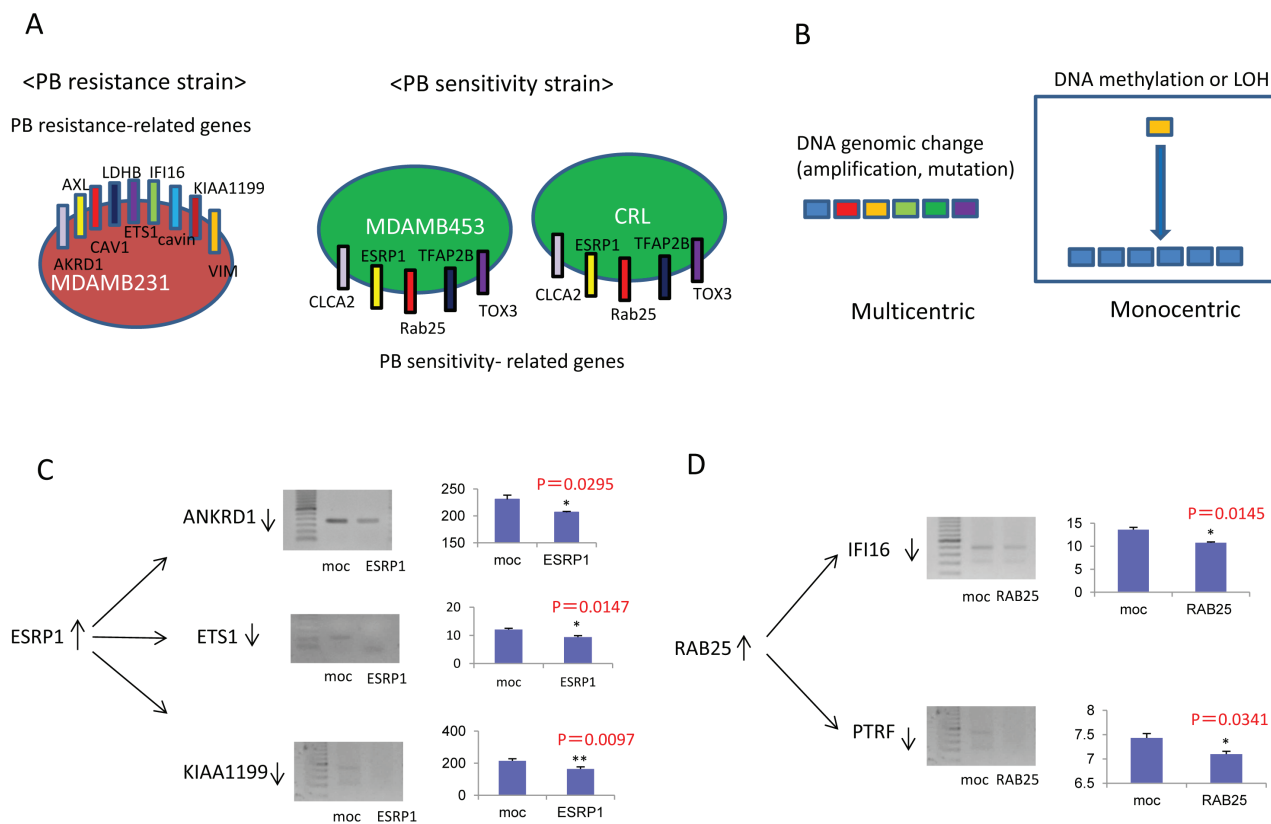 A
<PB resistance strain>
PB resistance-related genes
AXL
LDHB
IFI16
KIAA1199
CAV1
ETS1
cavin
AKRD1
VIM
MDAMB231
<PB sensitivity strain>
MDAMB453
ESRP1
TFAP2B
CLCA2
Rab25
TOX3
CRL
ESRP1
TFAP2B
CLCA2
Rab25
TOX3
PB sensitivity- related genes
B
DNA genomic change
(amplification, mutation)
Multicentric
DNA methylation or LOH
Monocentric
C
ESRP1 ↑
ANKRD1 ↓
moc ESRP1
P=0.0295
*
250
200
150
moc ESRP1
ETS1 ↓
moc ESRP1
P=0.0147
*
20
10
0
moc ESRP1
KIAA1199 ↓
moc ESRP1
P=0.0097
**
400
200
0
moc ESRP1
D
RAB25 ↑
IFI16 ↓
moc RAB25
P=0.0145
*
15
10
5
0
moc RAB25
PTRF ↓
moc RAB25
P=0.0341
*
8
7.5
7
6.5
moc RAB25